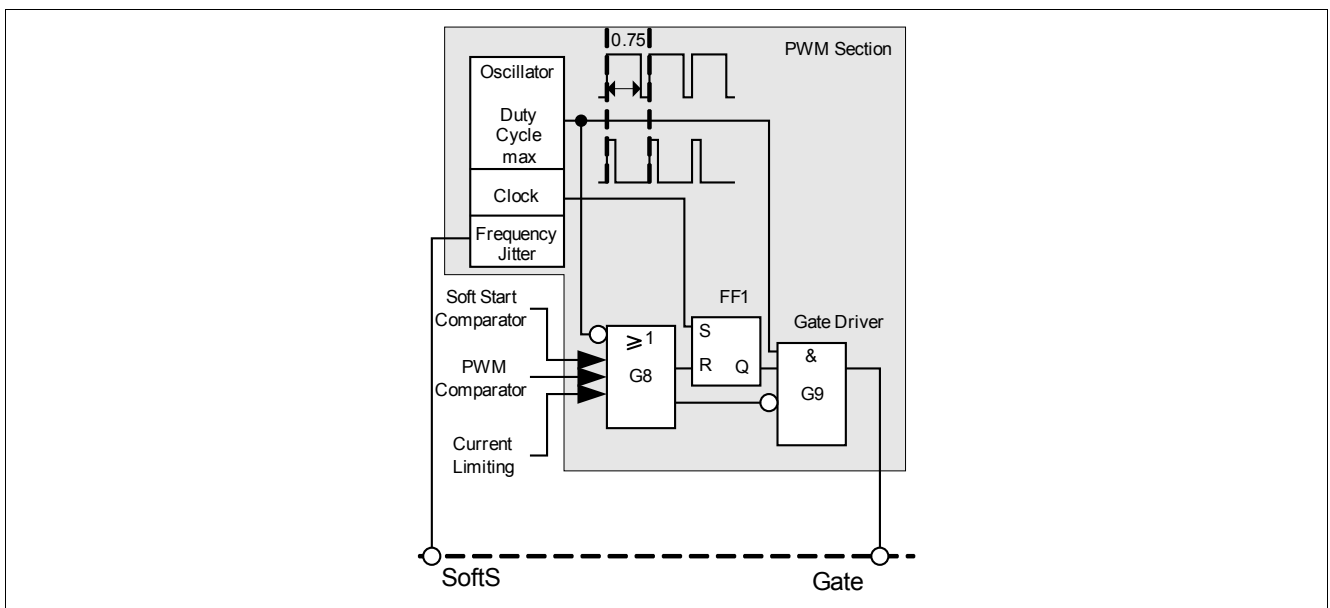 0.75
PWM Section
Oscillator
Duty
Cycle
max
Clock
Frequency
Jitter
Soft Start
Comparator
PWM
Comparator
Current
Limiting
≥1
G8
FF1
S
R Q
Gate Driver
&
G9
SoftS
Gate